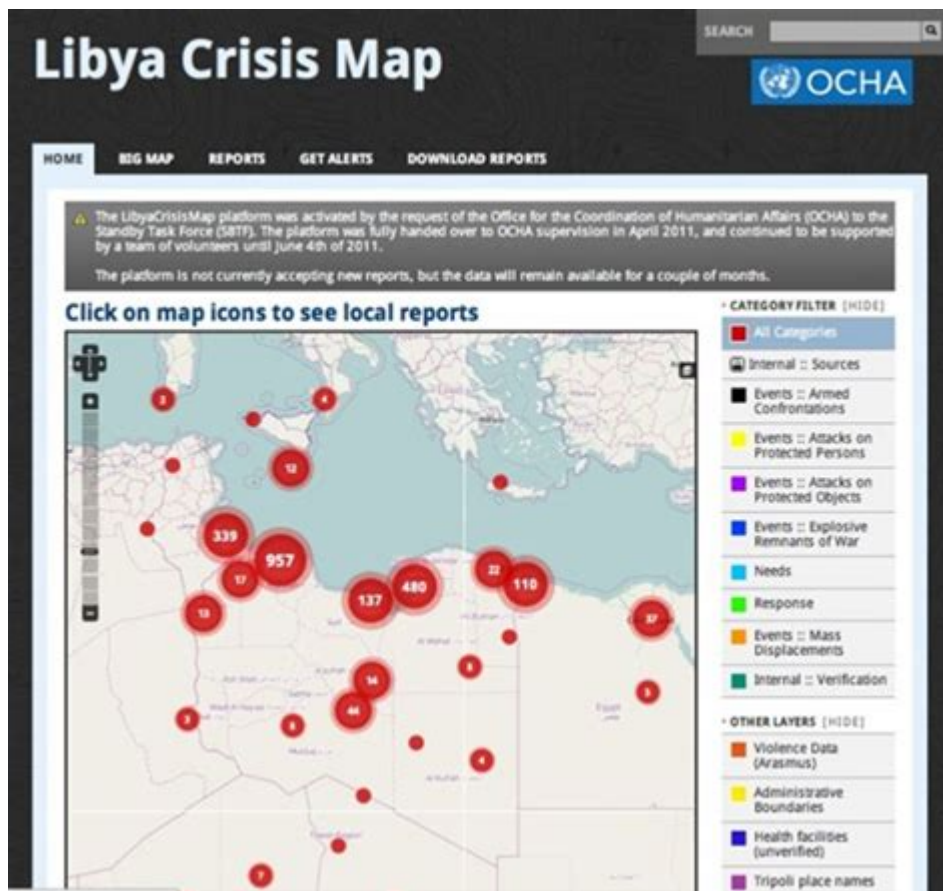 SEARCH
Libya Crisis Map
OCHA
HOME
BIG MAP
REPORTS
GET ALERTS
DOWNLOAD REPORTS
The LibyaCrisisMap platform was activated by the request of the Office for the Coordination of Humanitarian Affairs (OCHA) to the
Standby Task Force (SBTF). The platform was fully handed over to OCHA supervision in April 2011, and continued to be supported
by a team of volunteers until June 4th of 2011.
The platform is not currently accepting new reports, but the data will remain available for a couple of months.
Click on map icons to see local reports
4
12
339
957
17
13
137
480
22
110
37
14
44
4
7
CATEGORY FILTER [HIDE]
All Categories
Internal :: Sources
Events :: Armed
Confrontations
Events :: Attacks on
Protected Persons
Events :: Attacks on
Protected Objects
Events :: Explosive
Remnants of War
Needs
Response
Events :: Mass
Displacements
Internal :: Verification
OTHER LAYERS [HIDE]
Violence Data
(Arasmus)
Administrative
Boundaries
Health facilities
(unverified)
Tripoli place names